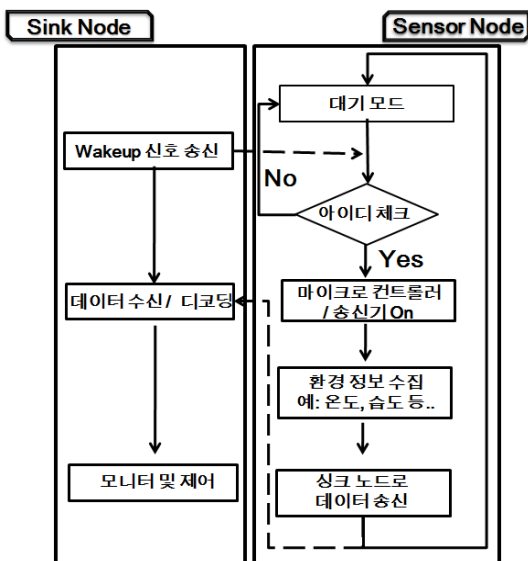 Sink Node
Sensor Node
대기 모드
Wakeup 신호 송신
No
아이디 체크
Yes
데이터 수신 / 디코딩
마이크로 컨트롤러
/ 송신기 On
환경 정보 수집
예: 온도, 습도 등..
모니터 및 제어
싱크 노드로
데이터 송신